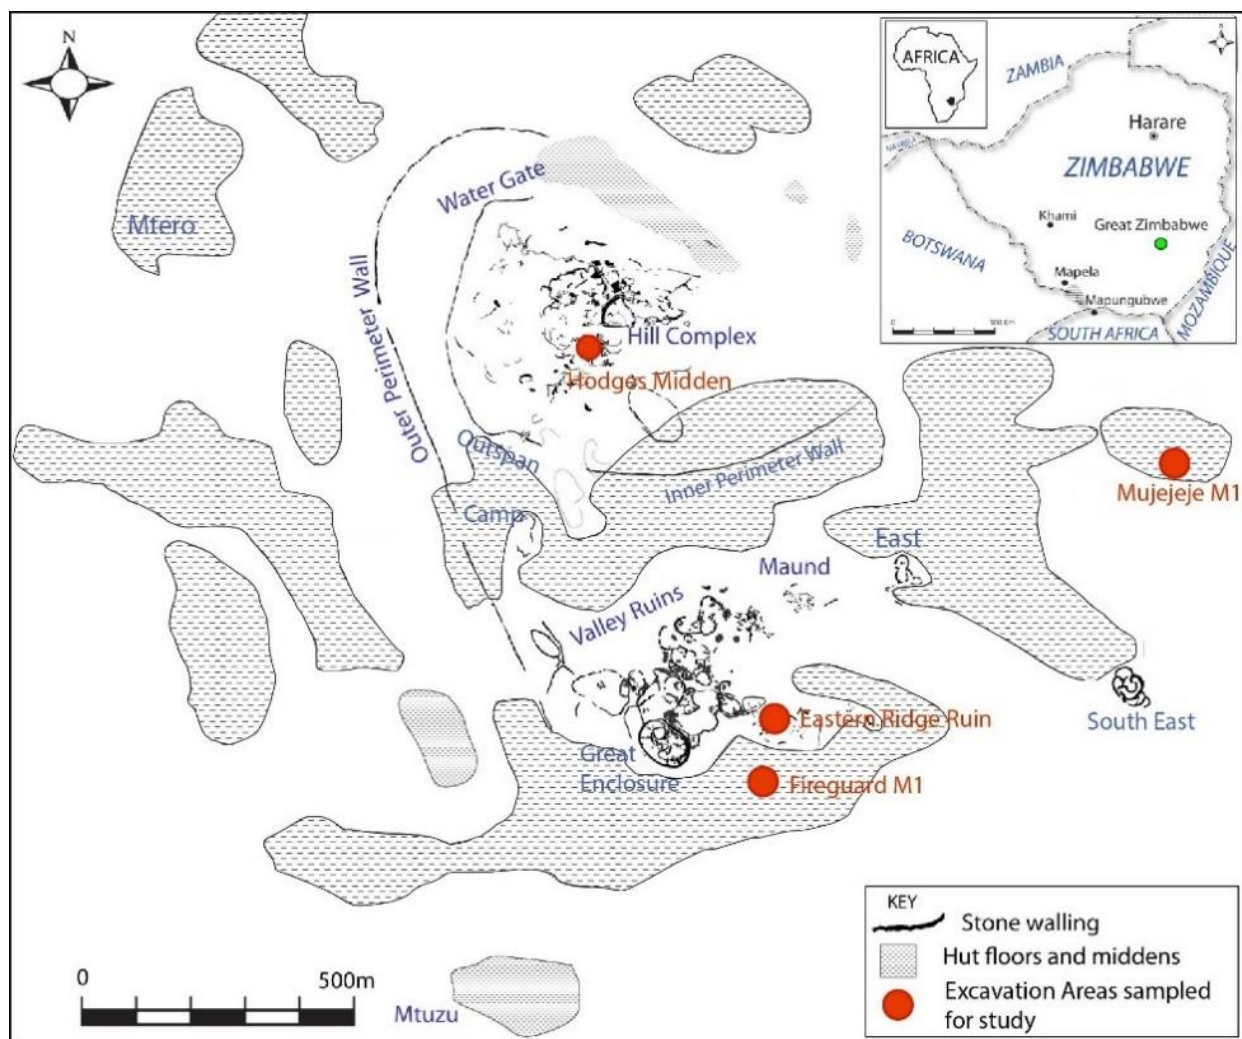 N
AFRICA
ZAMBIA
NAMIBIA
Harare
ZIMBABWE
Khami
Great Zimbabwe
BOTSWANA
Mapela
Mapungubwe
MOZAMBIQUE
SOUTH AFRICA
Mtero
Water Gate
Outer Perimeter Wall
Hill Complex
Hodges Midden
Outspan
Inner Perimeter Wall
Camp
Mujejeje M1
East
Maund
Valley Ruins
Eastern Ridge Ruin
South East
Great
Enclosure
Fireguard M1
Mtuzu
0
500m
KEY
Stone walling
Hut floors and middens
Excavation Areas sampled
for study